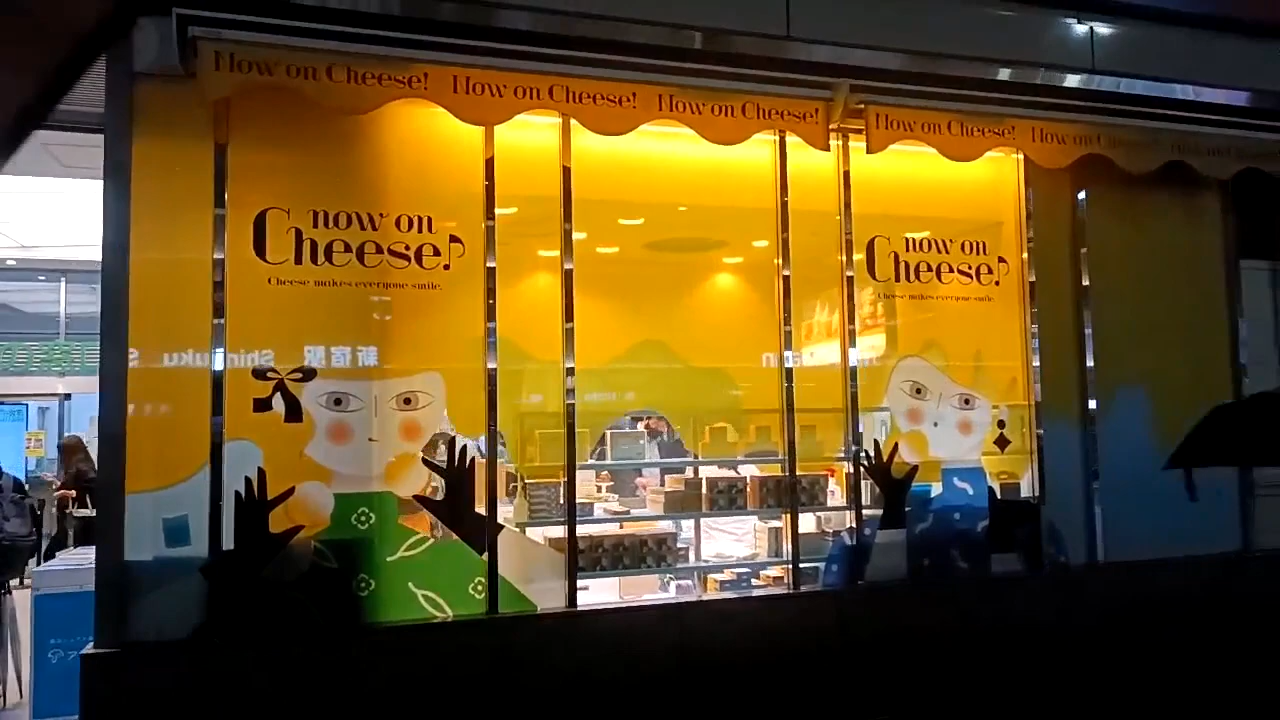 Now on Cheese! Now on Cheese! Now on Cheese! Now on Cheese! Now on
now on
Cheese♪
Cheese makes everyone smile.
now on
Cheese♪
Cheese makes everyone smile.
新宿駅 Shinjuku